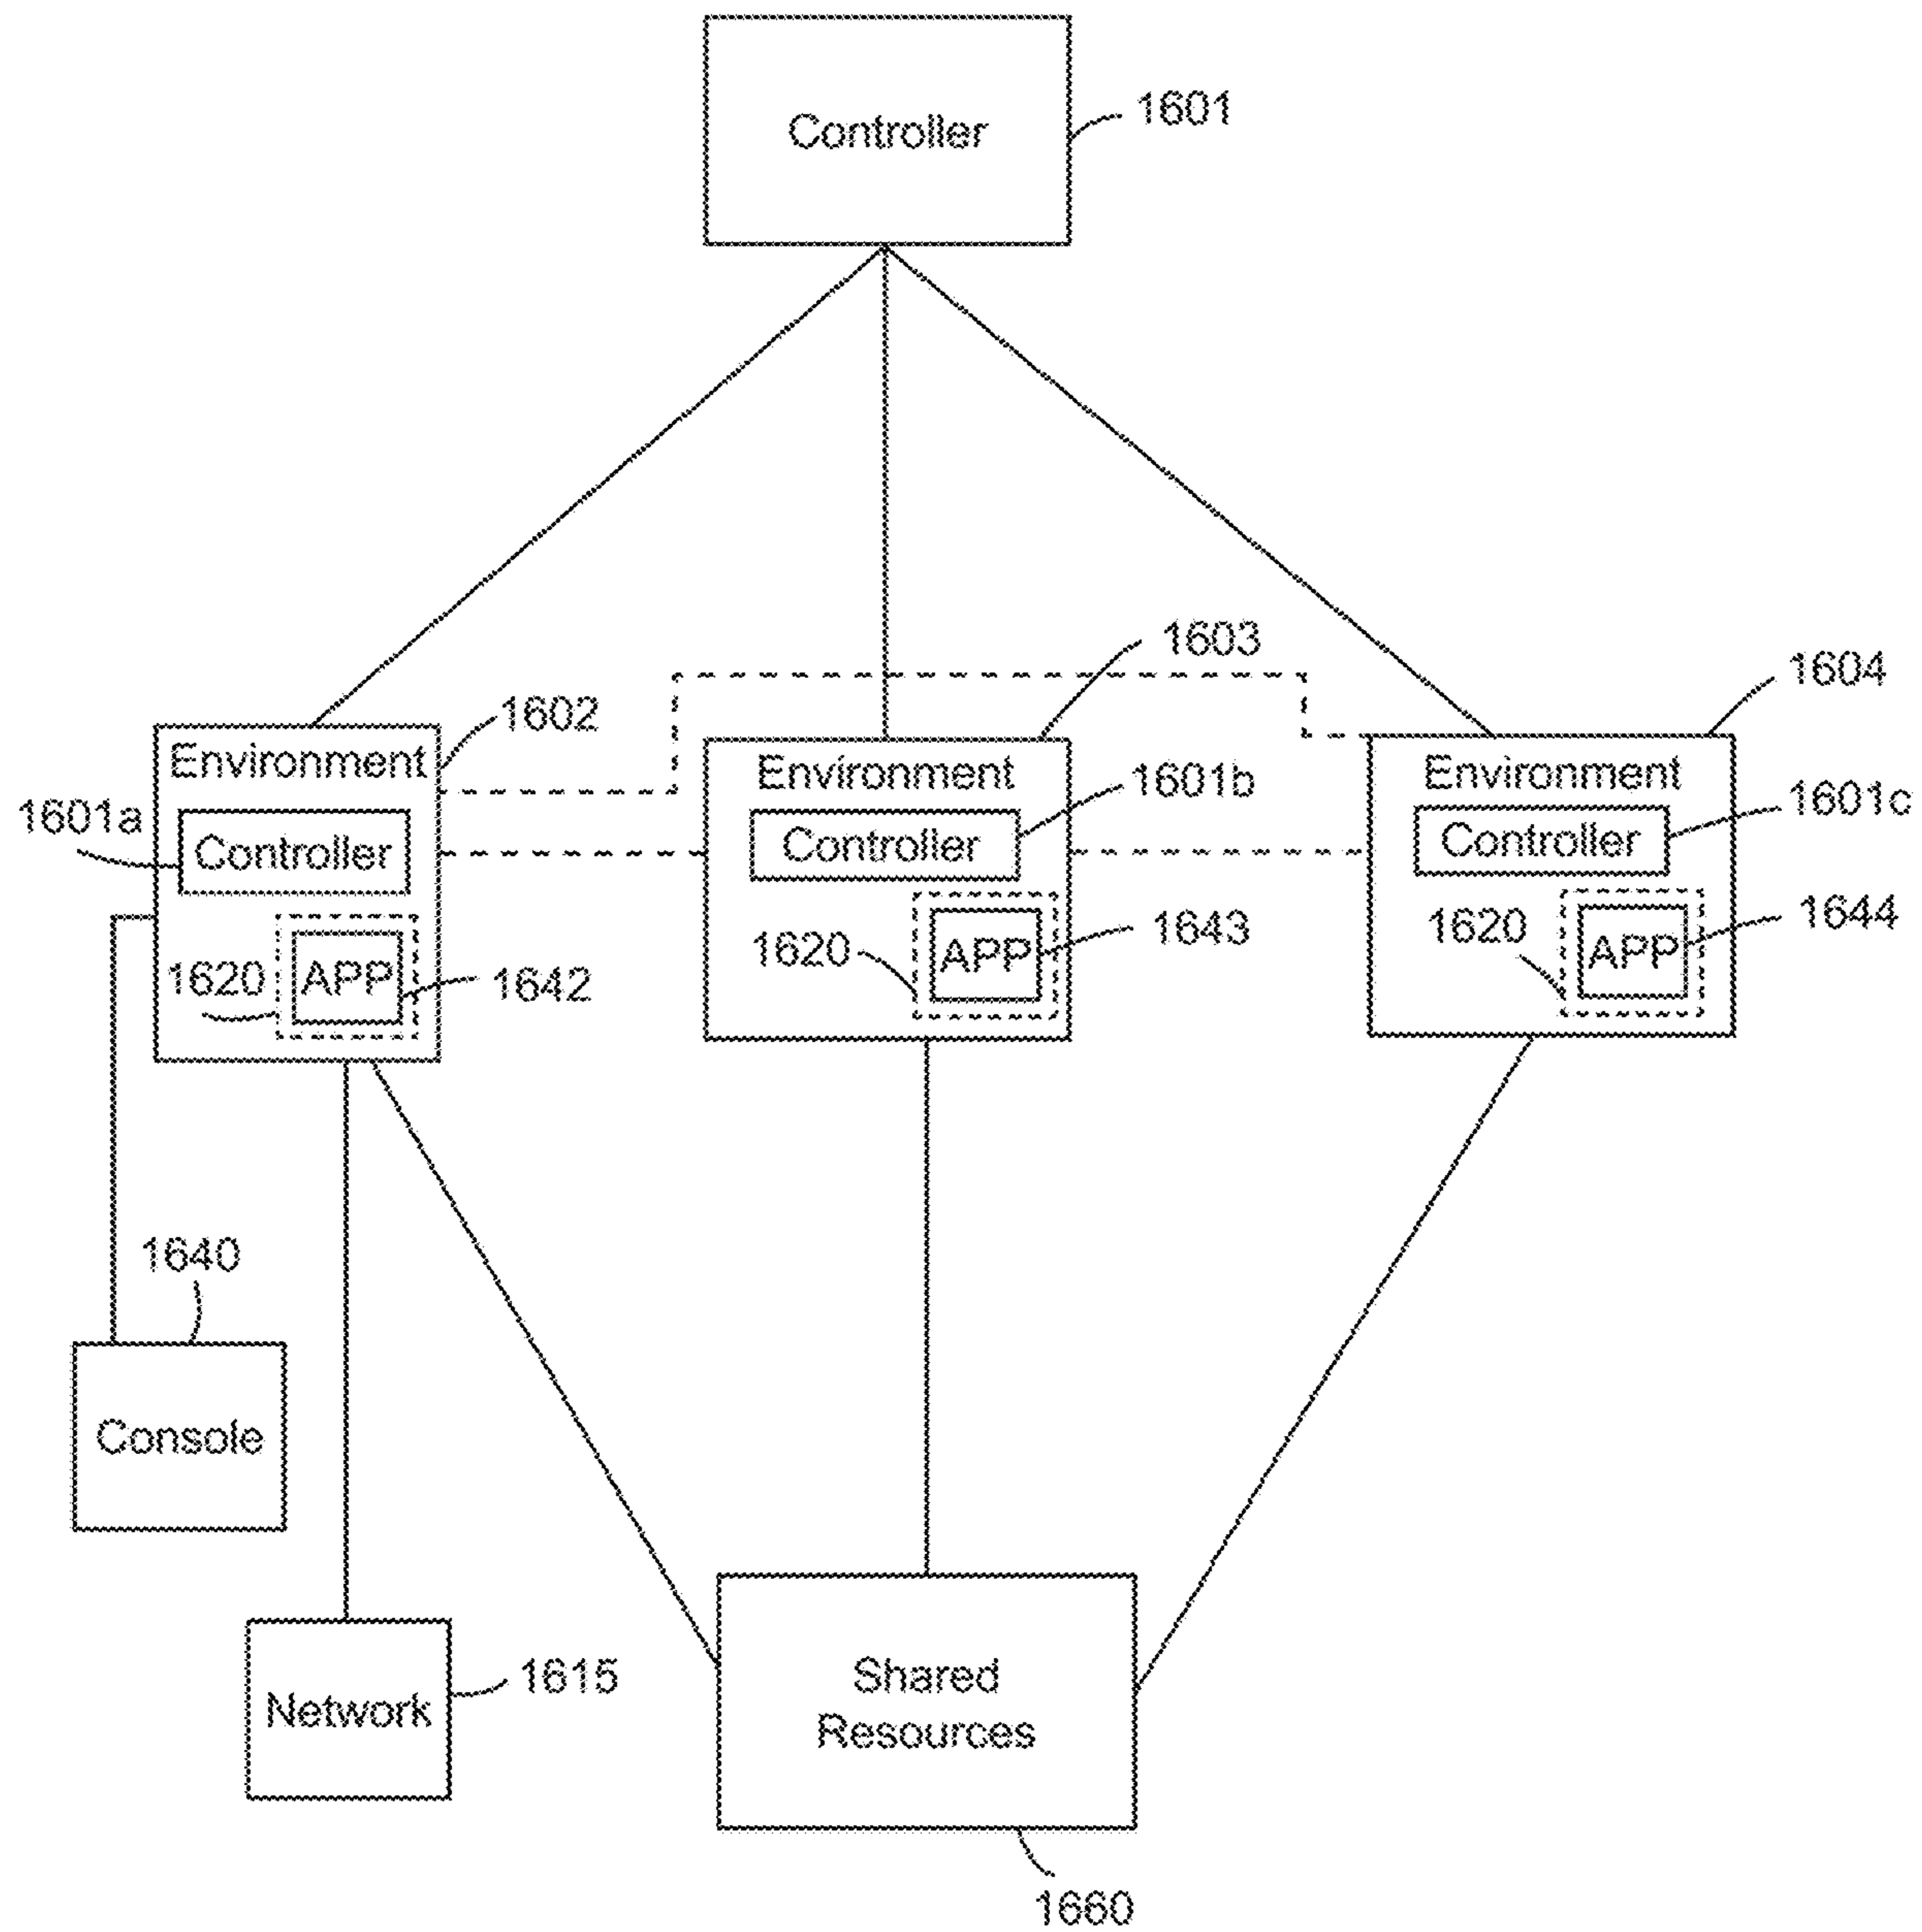 Controller
1601
1603
1604
1602
Environment
Environment
Environment
1601a
Controller
1601b
Controller
1601c
Controller
1620
APP
1642
1620
APP
1643
1620
APP
1644
1640
Console
Network
1615
Shared
Resources
1660